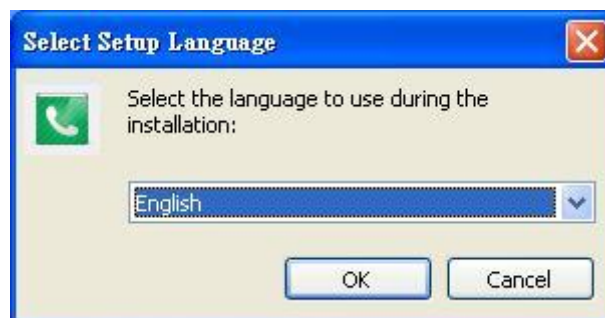 Select Setup Language
Select the language to use during the
installation:
English
OK
Cancel